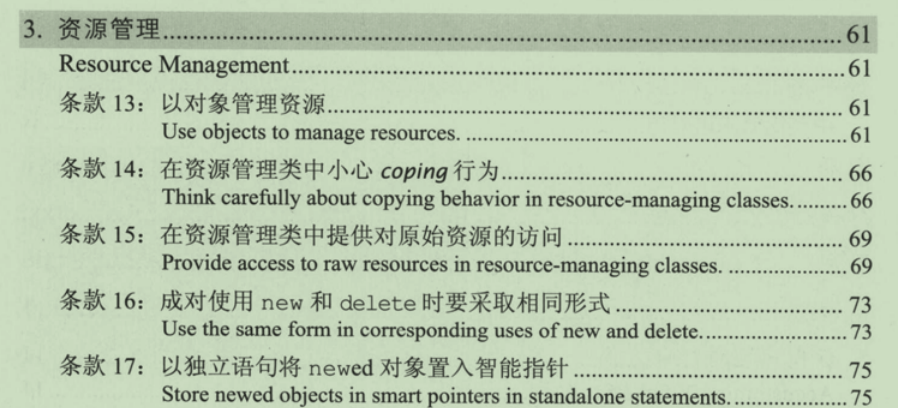 3. 资源管理..........61
Resource Management..........61
条款 13：以对象管理资源..........61
Use objects to manage resources. ..........61
条款 14：在资源管理类中小心 coping 行为..........66
Think carefully about copying behavior in resource-managing classes...........66
条款 15：在资源管理类中提供对原始资源的访问..........69
Provide access to raw resources in resource-managing classes. ..........69
条款 16：成对使用 new 和 delete 时要采取相同形式..........73
Use the same form in corresponding uses of new and delete...........73
条款 17：以独立语句将 newed 对象置入智能指针..........75
Store newed objects in smart pointers in standalone statements...........75